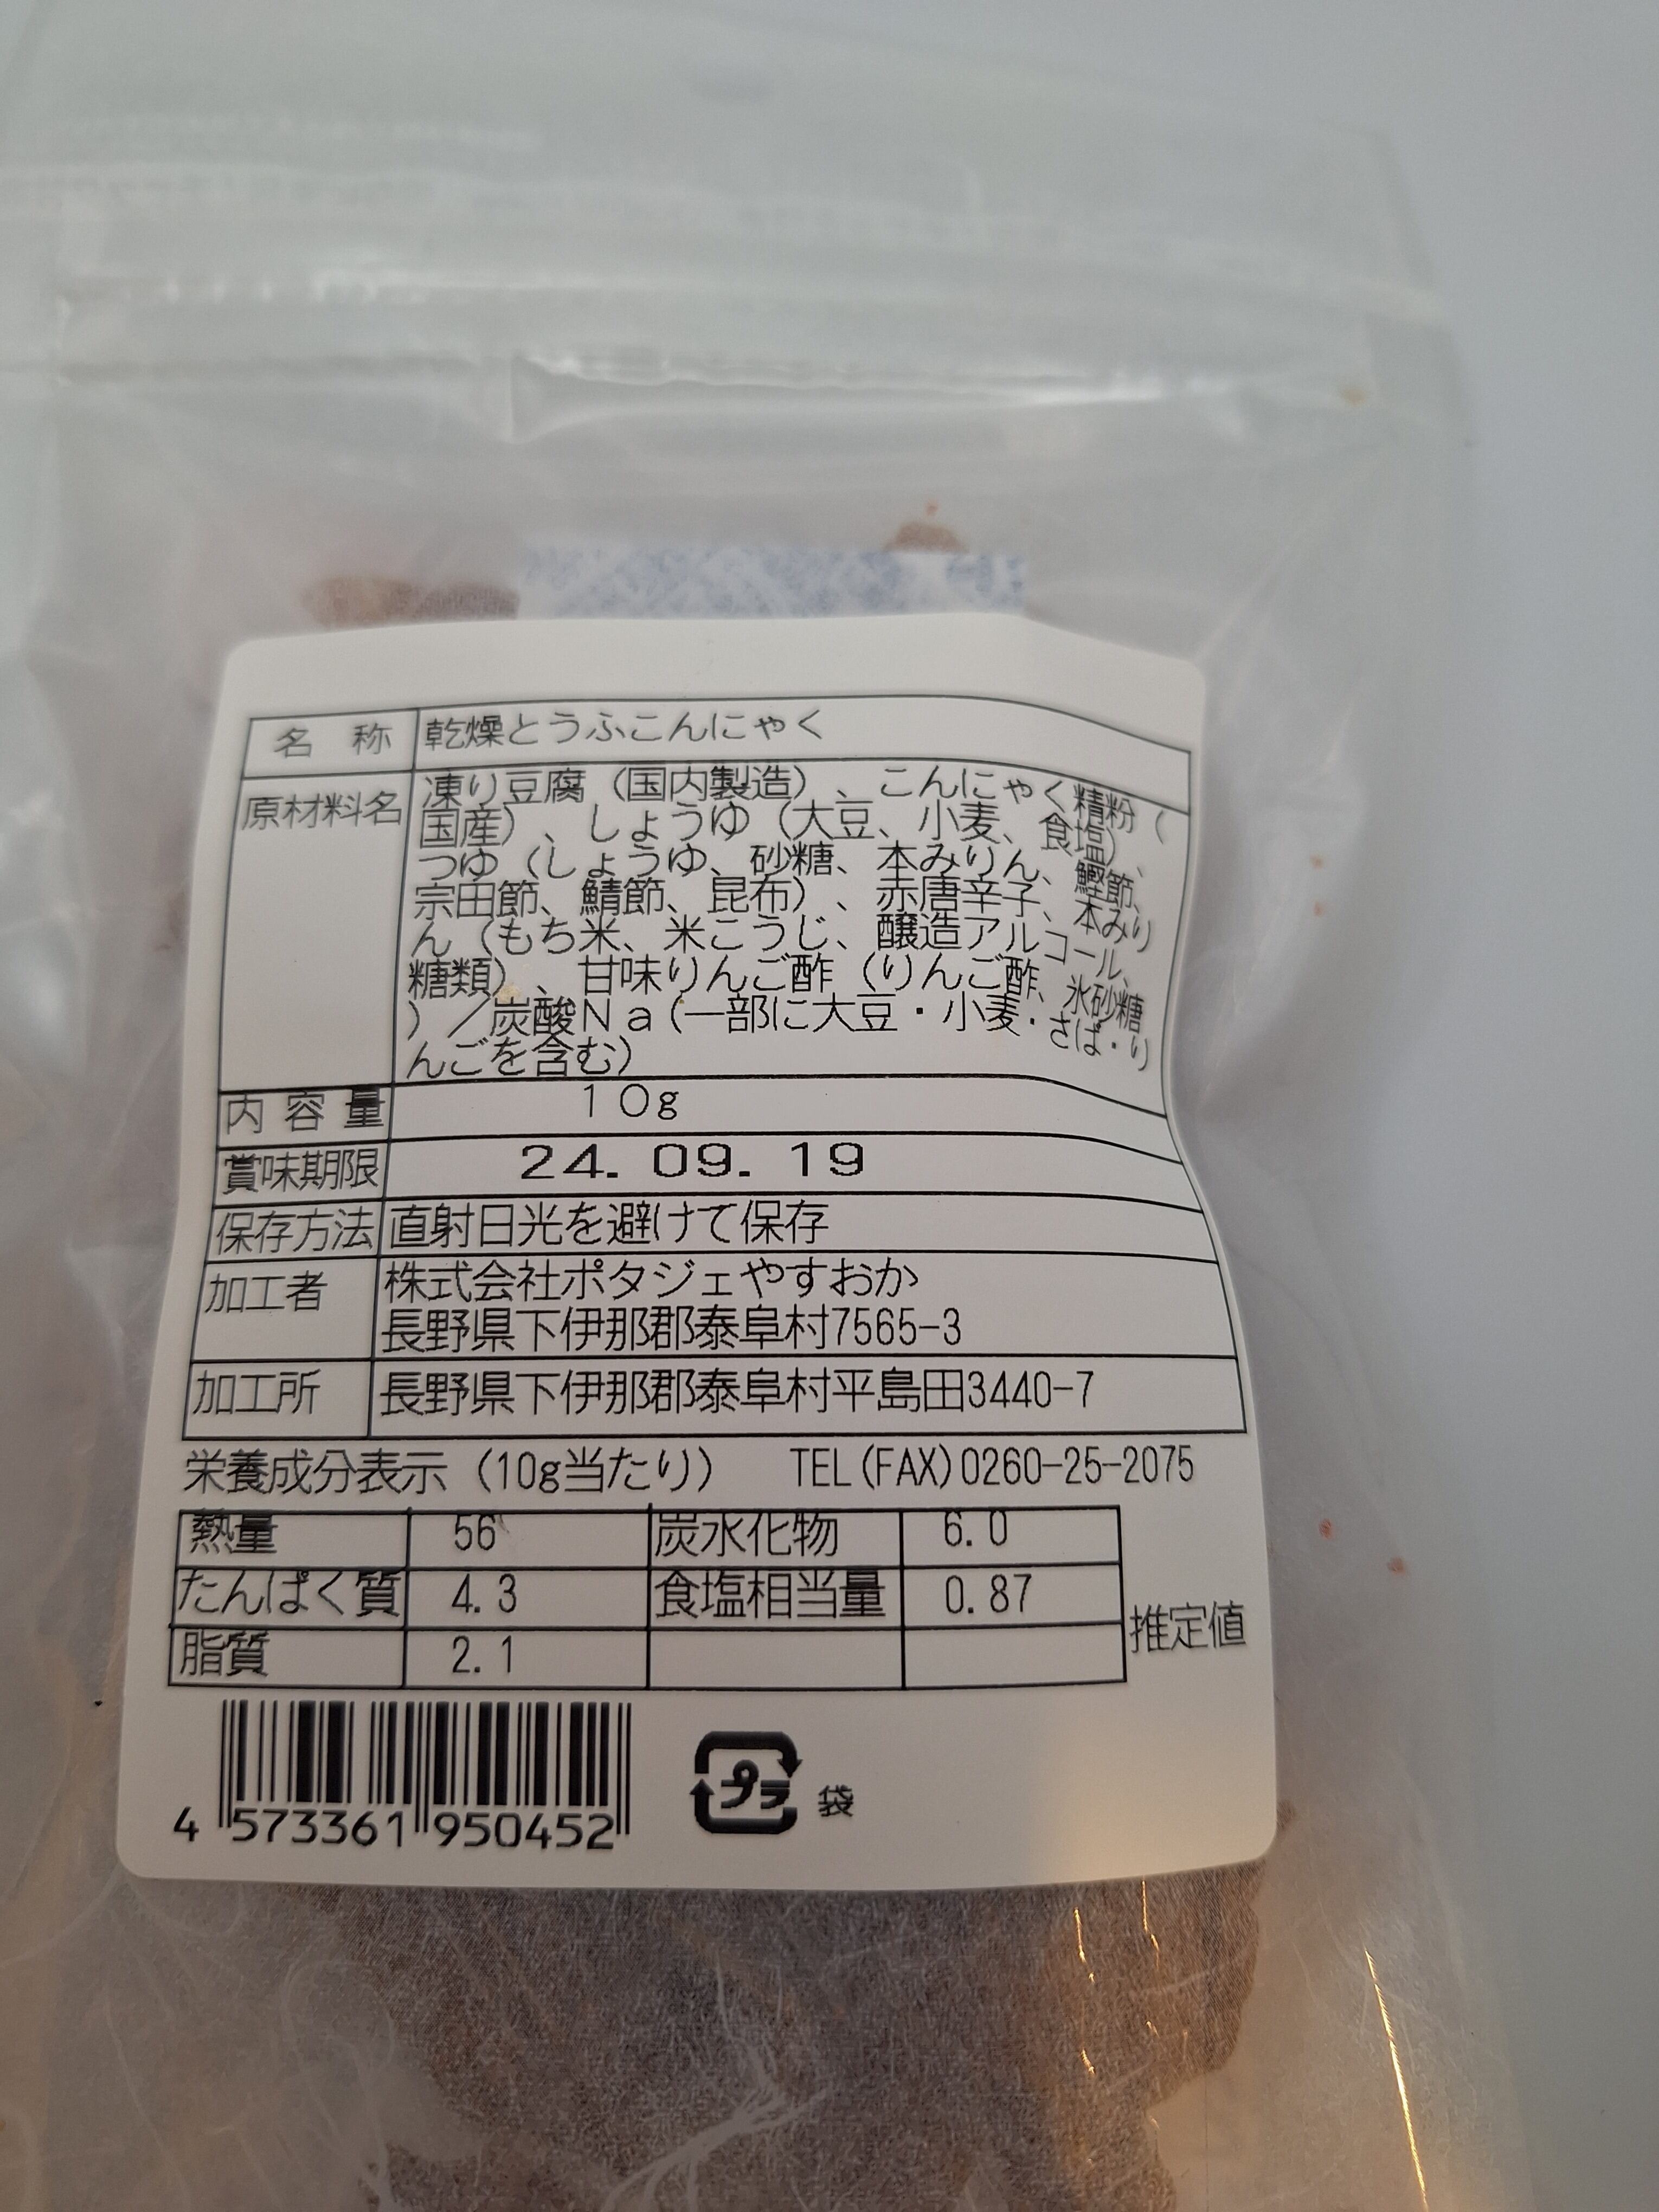 名 称 乾燥とうふこんにゃく
原材料名 凍り豆腐(国内製造)、こんにゃく精粉(
国産)、しょうゆ(大豆、小麦、食塩)、
つゆ(しょうゆ、砂糖、本みりん、鰹節、
宗田節、鯖節、昆布)、赤唐辛子、本みり
ん(もち米、米こうじ、醸造アルコール、
糖類)、甘味りんご酢(りんご酢、氷砂糖
)/炭酸Na(一部に大豆・小麦・さば・り
んごを含む)
内容量 10g
賞味期限 24. 09. 19
保存方法 直射日光を避けて保存
加工者 株式会社ポタジェやすおか
長野県下伊那郡泰阜村7565-3
加工所 長野県下伊那郡泰阜村平島田3440-7
栄養成分表示(10g当たり) TEL(FAX)0260-25-2075
熱量 56 炭水化物 6.0
たんぱく質 4.3 食塩相当量 0.87
推定値
脂質 2.1
プラ 袋
4 573361 950452